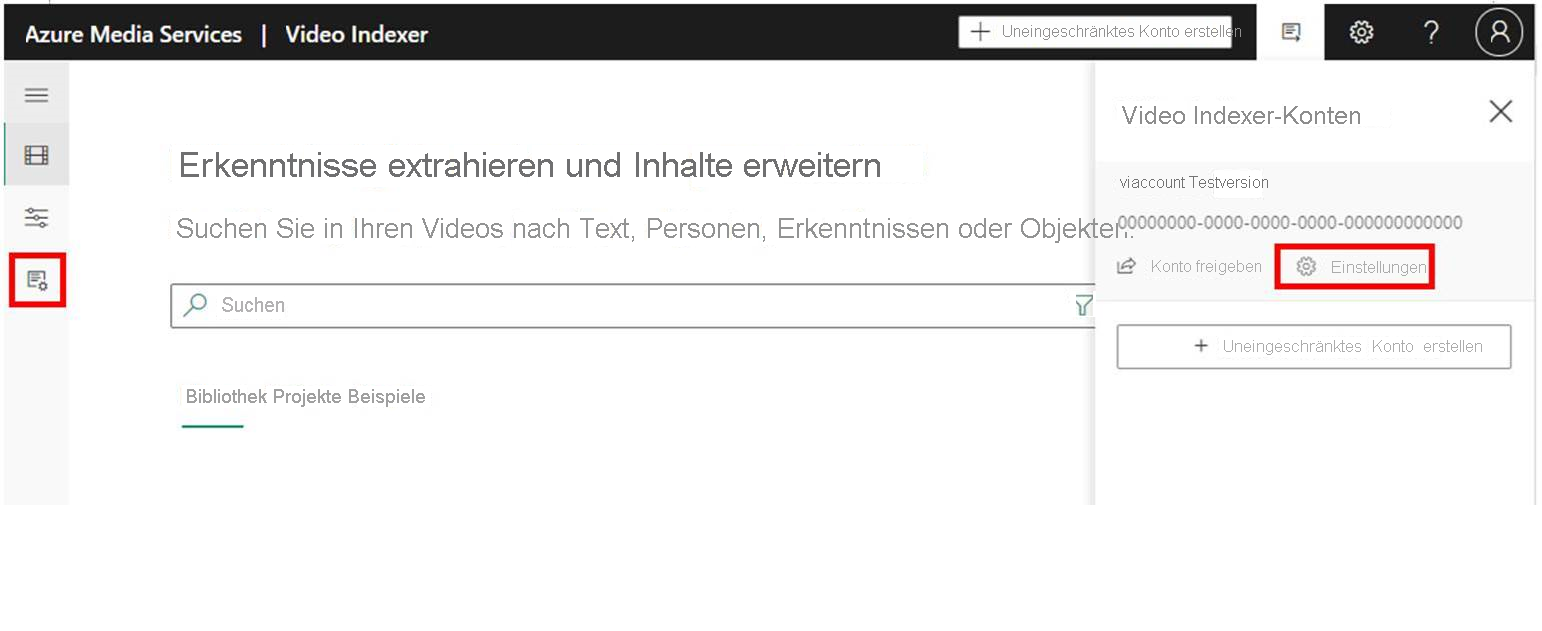 Azure Media Services | Video Indexer
Uneingeschränktes Konto erstellen
Erkenntnisse extrahieren und Inhalte erweitern
Suchen Sie in Ihren Videos nach Text, Personen, Erkenntnissen oder Objekten.
Suchen
Bibliothek Projekte Beispiele
Video Indexer-Konten
viaccount Testversion
00000000-0000-0000-0000-000000000000
Konto freigeben
Einstellungen
+ Uneingeschränktes Konto erstellen